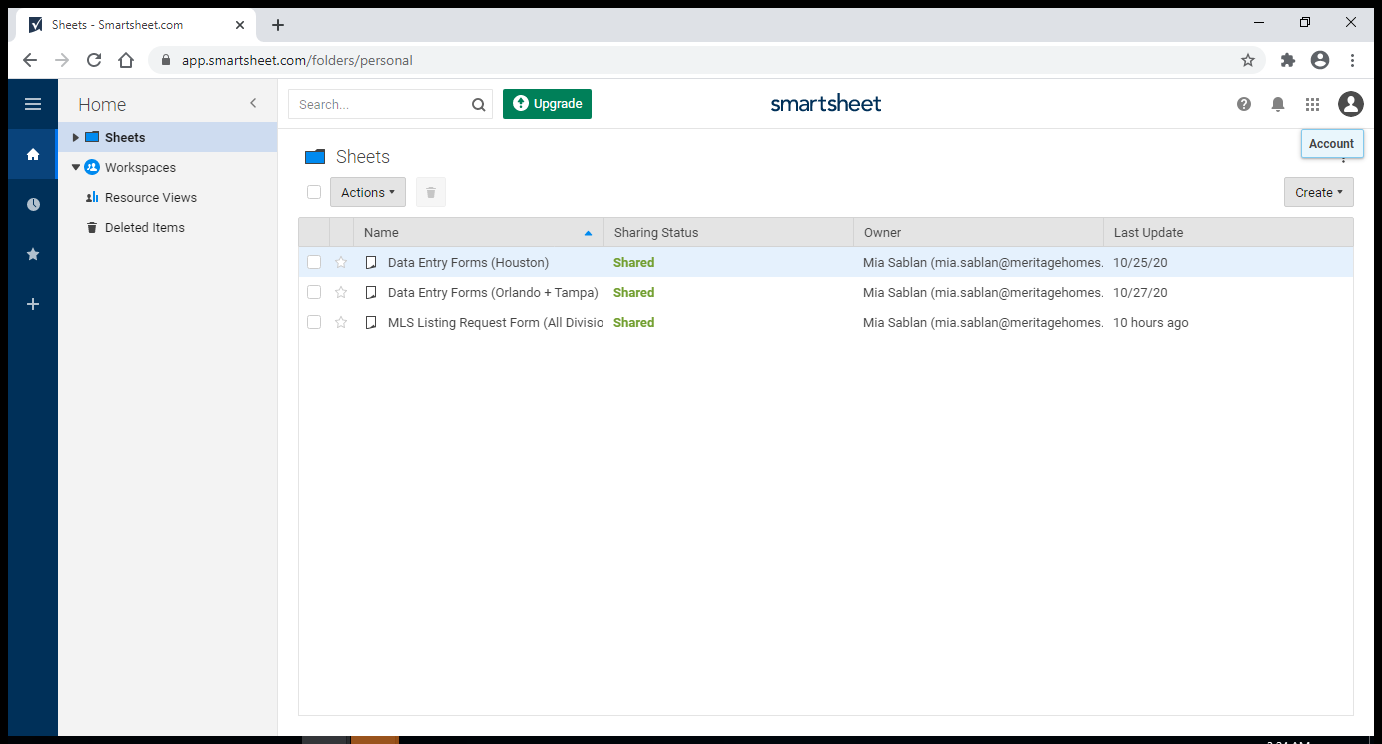 Sheets - Smartsheet.com
app.smartsheet.com/folders/personal
Home
Search...
Upgrade
smartsheet
Account
Sheets
Workspaces
Resource Views
Deleted Items
Sheets
Actions
Create
Name Sharing Status Owner Last Update
Data Entry Forms (Houston) Shared Mia Sablan (mia.sablan@meritagehomes. 10/25/20
Data Entry Forms (Orlando + Tampa) Shared Mia Sablan (mia.sablan@meritagehomes. 10/27/20
MLS Listing Request Form (All Divisio Shared Mia Sablan (mia.sablan@meritagehomes. 10 hours ago